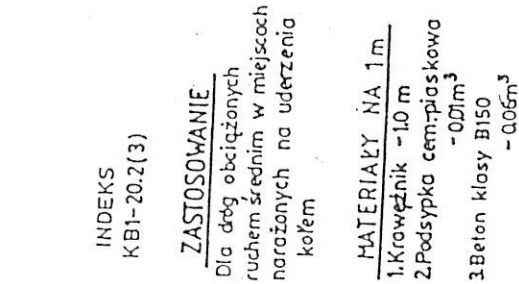 INDEKS
KB1-20.2(3)
ZASTOSOWANIE
Dla dróg obciążonych
ruchem średnim w miejscach
narażonych na uderzenia
kołem
MATERIAŁY NA 1m
1.Krawężnik -1.0 m
2.Podsypka cem-piaskowa
- 0,01m³
3.Beton klasy B150
- 0,06m³